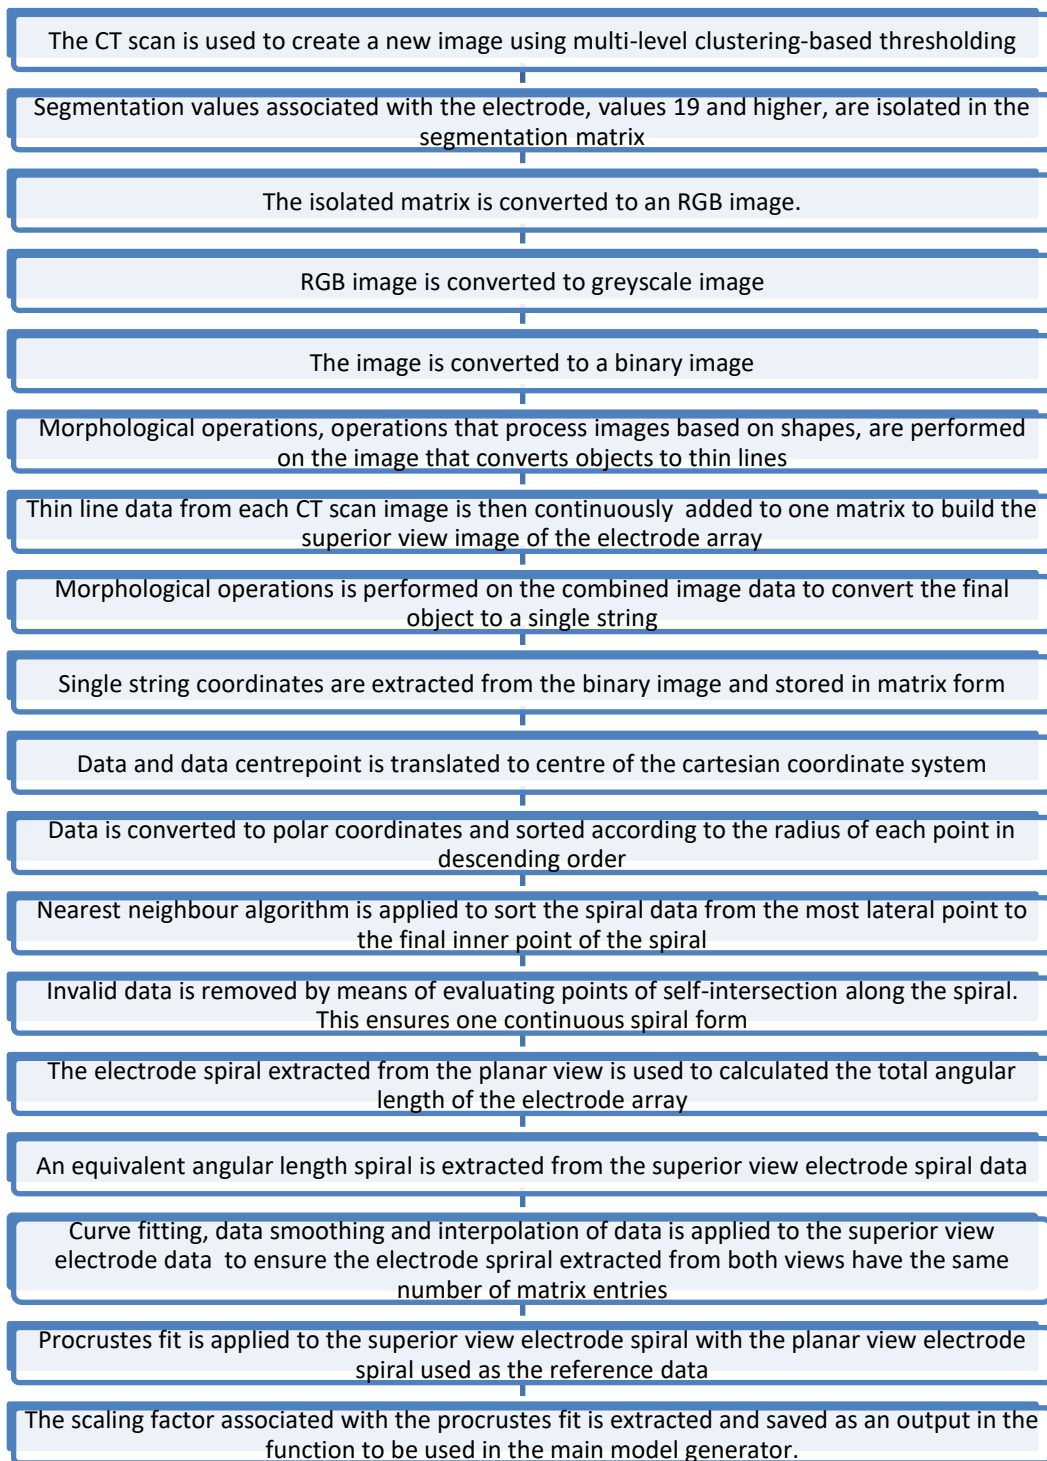 The CT scan is used to create a new image using multi-level clustering-based thresholding
Segmentation values associated with the electrode, values 19 and higher, are isolated in the
segmentation matrix
The isolated matrix is converted to an RGB image.
RGB image is converted to greyscale image
The image is converted to a binary image
Morphological operations, operations that process images based on shapes, are performed
on the image that converts objects to thin lines
Thin line data from each CT scan image is then continuously  added to one matrix to build the
superior view image of the electrode array
Morphological operations is performed on the combined image data to convert the final
object to a single string
Single string coordinates are extracted from the binary image and stored in matrix form
Data and data centrepoint is translated to centre of the cartesian coordinate system
Data is converted to polar coordinates and sorted according to the radius of each point in
descending order
Nearest neighbour algorithm is applied to sort the spiral data from the most lateral point to
the final inner point of the spiral
Invalid data is removed by means of evaluating points of self-intersection along the spiral.
This ensures one continuous spiral form
The electrode spiral extracted from the planar view is used to calculated the total angular
length of the electrode array
An equivalent angular length spiral is extracted from the superior view electrode spiral data
Curve fitting, data smoothing and interpolation of data is applied to the superior view
electrode data  to ensure the electrode spriral extracted from both views have the same
number of matrix entries
Procrustes fit is applied to the superior view electrode spiral with the planar view electrode
spiral used as the reference data
The scaling factor associated with the procrustes fit is extracted and saved as an output in the
function to be used in the main model generator.